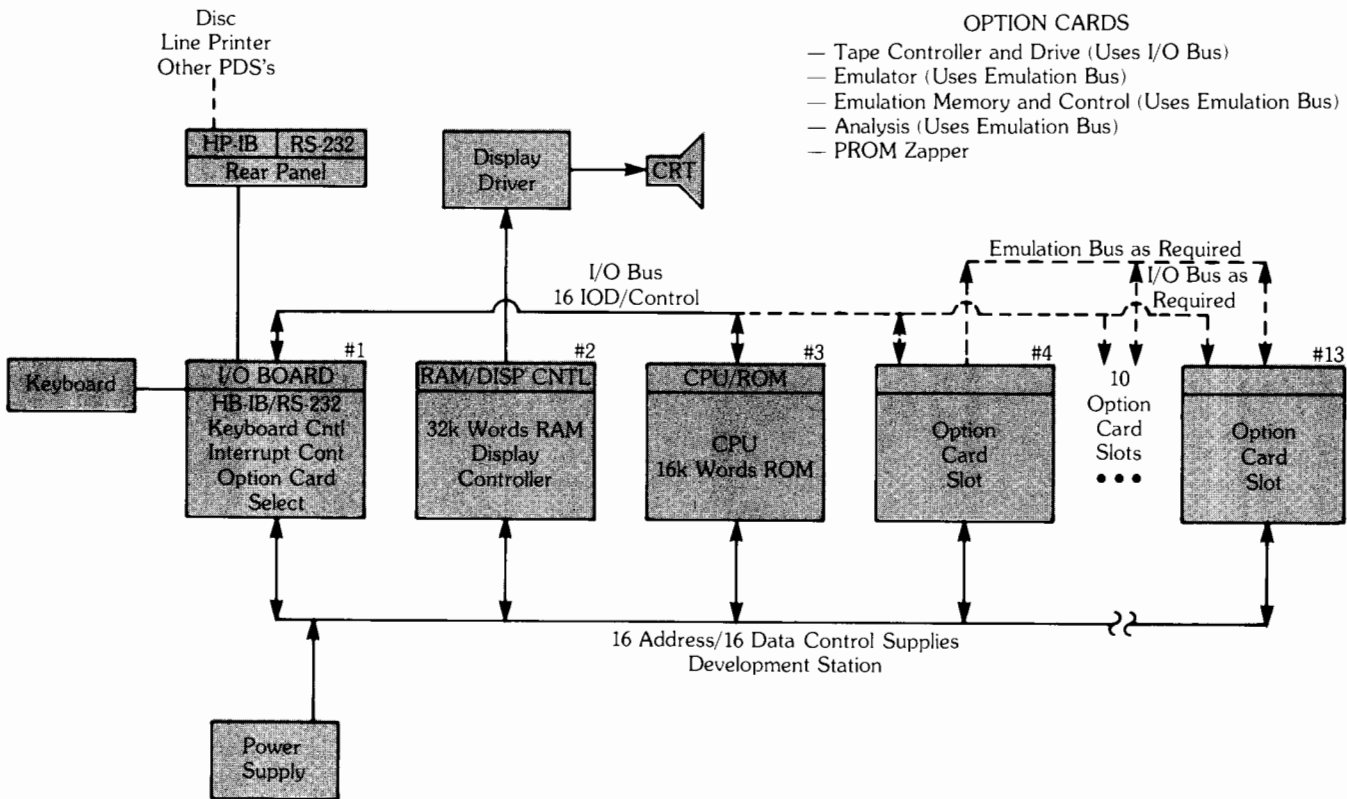 Disc
Line Printer
Other PDS's
HP-IB RS-232
Rear Panel
OPTION CARDS
— Tape Controller and Drive (Uses I/O Bus)
— Emulator (Uses Emulation Bus)
— Emulation Memory and Control (Uses Emulation Bus)
— Analysis (Uses Emulation Bus)
— PROM Zapper
Display
Driver
CRT
I/O Bus
16 IOD/Control
Emulation Bus as Required
I/O Bus as
Required
Keyboard
#1
I/O BOARD
HB-IB/RS-232
Keyboard Cntl
Interrupt Cont
Option Card
Select
#2
RAM/DISP CNTL
32k Words RAM
Display
Controller
#3
CPU/ROM
CPU
16k Words ROM
#4
Option
Card
Slot
10
Option
Card
Slots
•••
#13
Option
Card
Slot
16 Address/16 Data Control Supplies
Development Station
Power
Supply